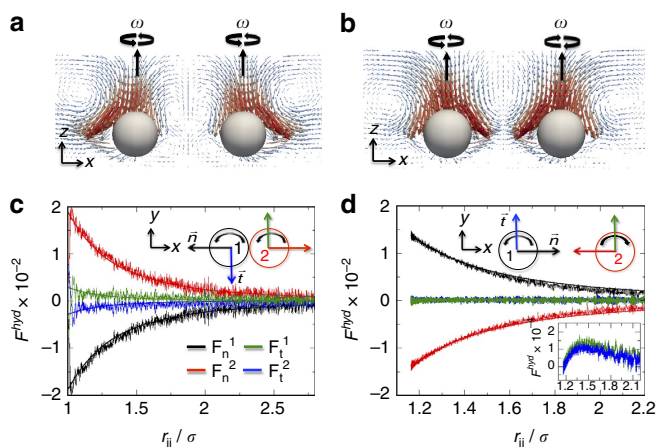 a
b
ω ω ω ω
z
x
z
x
c
d
2
1
0
−1
−2
F^hyd × 10^−2
y
x
n⃗
1
2
t⃗
F_n^1 F_t^1
F_n^2 F_t^2
1 1.5 2 2.5
r_ij / σ
2
1
0
−1
−2
F^hyd × 10^−2
y
x
t⃗
n⃗
1
2
F^hyd × 10^−2
2
1
0
1.2 1.5 1.8 2.1
1.2 1.4 1.6 1.8 2.0 2.2
r_ij / σ